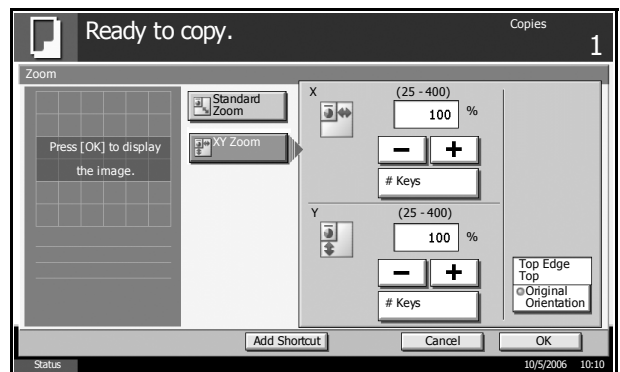 Ready to copy.
Copies
1
Zoom
Press [OK] to display
the image.
Standard
Zoom
XY Zoom
X
(25 - 400)
100 %
− +
# Keys
Y
(25 - 400)
100 %
− +
# Keys
Top Edge
Top
Original
Orientation
Add Shortcut
Cancel
OK
Status
10/5/2006 10:10